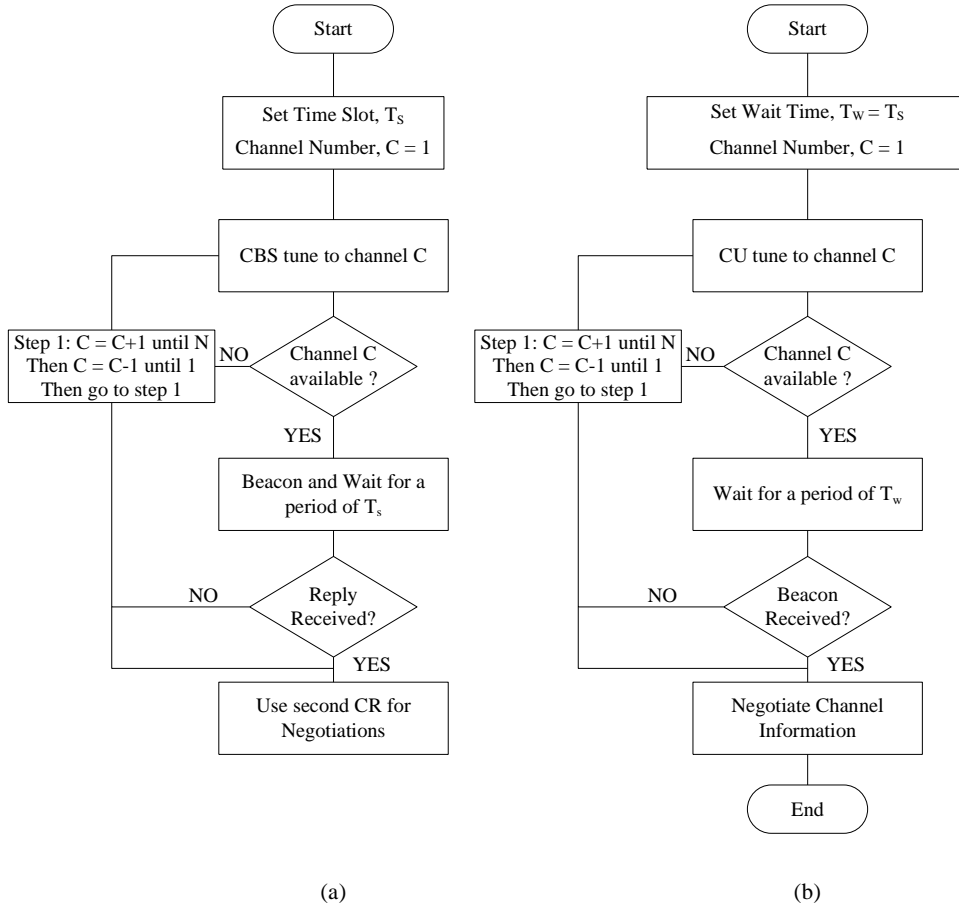 Start
Set Time Slot, TS
Channel Number, C = 1
CBS tune to channel C
Step 1: C = C+1 until N
Then C = C-1 until 1
Then go to step 1
NO
Channel C
available ?
YES
Beacon and Wait for a
period of Ts
NO
Reply
Received?
YES
Use second CR for
Negotiations
(a)
Start
Set Wait Time, TW = TS
Channel Number, C = 1
CU tune to channel C
Step 1: C = C+1 until N
Then C = C-1 until 1
Then go to step 1
NO
Channel C
available ?
YES
Wait for a period of Tw
NO
Beacon
Received?
YES
Negotiate Channel
Information
End
(b)